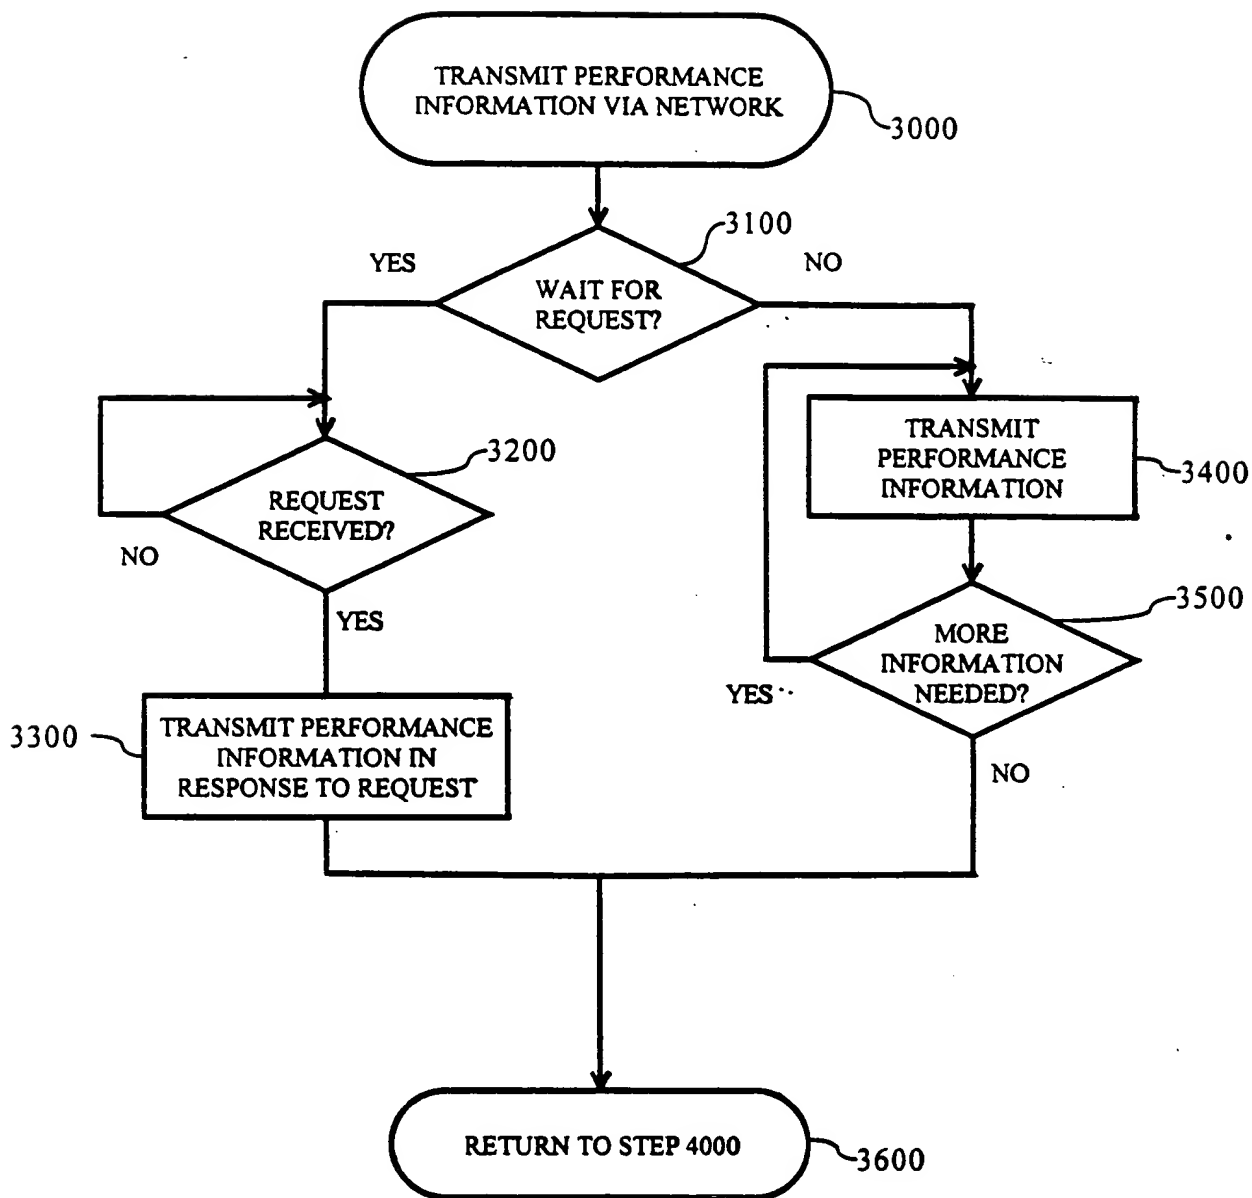 TRANSMIT PERFORMANCE
INFORMATION VIA NETWORK
3000
3100
YES
NO
WAIT FOR
REQUEST?
3200
REQUEST
RECEIVED?
NO
YES
3300
TRANSMIT PERFORMANCE
INFORMATION IN
RESPONSE TO REQUEST
TRANSMIT
PERFORMANCE
INFORMATION
3400
3500
MORE
INFORMATION
NEEDED?
YES
NO
RETURN TO STEP 4000
3600